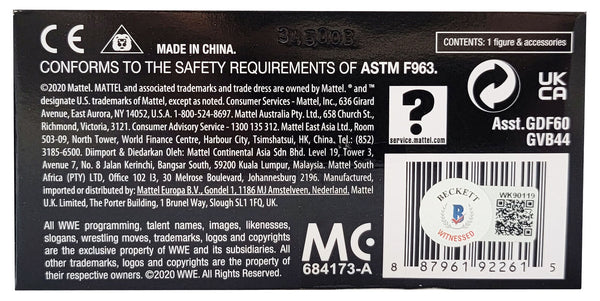 CE
MADE IN CHINA.
CONTENTS: 1 figure & accessories
CONFORMS TO THE SAFETY REQUIREMENTS OF ASTM F963.
©2020 Mattel. MATTEL and associated trademarks and trade dress are owned by Mattel. ® and ™
designate U.S. trademarks of Mattel, except as noted. Consumer Services - Mattel, Inc., 636 Girard
Avenue, East Aurora, NY 14052, U.S.A. 1-800-524-8697. Mattel Australia Pty. Ltd., 658 Church St.,
Richmond, Victoria, 3121. Consumer Advisory Service - 1300 135 312. Mattel East Asia Ltd., Room
503-09, North Tower, World Finance Centre, Harbour City, Tsimshatsui, HK, China. Tel.: (852)
3185-6500. Diimport & Diedarkan Oleh: Mattel Continental Asia Sdn Bhd. Level 19, Tower 3,
Avenue 7, No. 8 Jalan Kerinchi, Bangsar South, 59200 Kuala Lumpur, Malaysia. Mattel South
Africa (PTY) LTD, Office 102 I3, 30 Melrose Boulevard, Johannesburg 2196. Manufactured,
imported or distributed by: Mattel Europa B.V., Gondel 1, 1186 MJ Amstelveen, Nederland. Mattel
U.K. Limited, The Porter Building, 1 Brunel Way, Slough SL1 1FQ, UK.
?
service.mattel.com
UK
CA
Asst.GDF60
GVB44
All WWE programming, talent names, images, likenesses,
slogans, wrestling moves, trademarks, logos and copyrights
are the exclusive property of WWE and its subsidiaries. All
other trademarks, logos and copyrights are the property of
their respective owners. ©2020 WWE. All Rights Reserved.
MC
684173-A
BECKETT
B
WITNESSED
WK90119
8 87961 92261 5